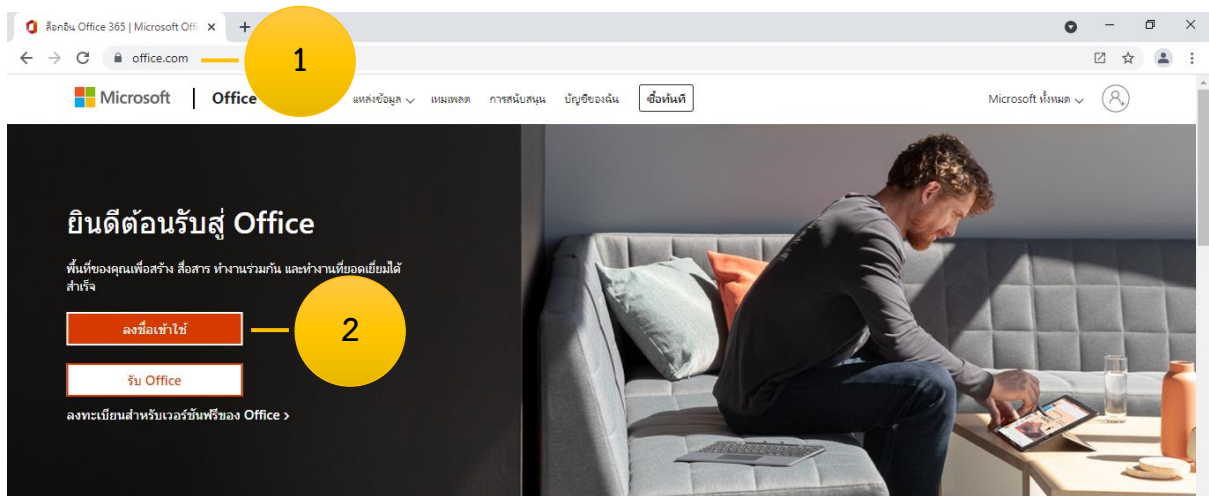 ล็อกอิน Office 365 | Microsoft Offi
office.com
1
Microsoft | Office
แหล่งข้อมูล
เทมเพลต
การสนับสนุน
บัญชีของฉัน
ซื้อทันที
Microsoft ทั้งหมด
ยินดีต้อนรับสู่ Office
พื้นที่ของคุณเพื่อสร้าง สื่อสาร ทำงานร่วมกัน และทำงานที่ยอดเยี่ยมได้
สำเร็จ
ลงชื่อเข้าใช้
2
รับ Office
ลงทะเบียนสำหรับเวอร์ชันฟรีของ Office >